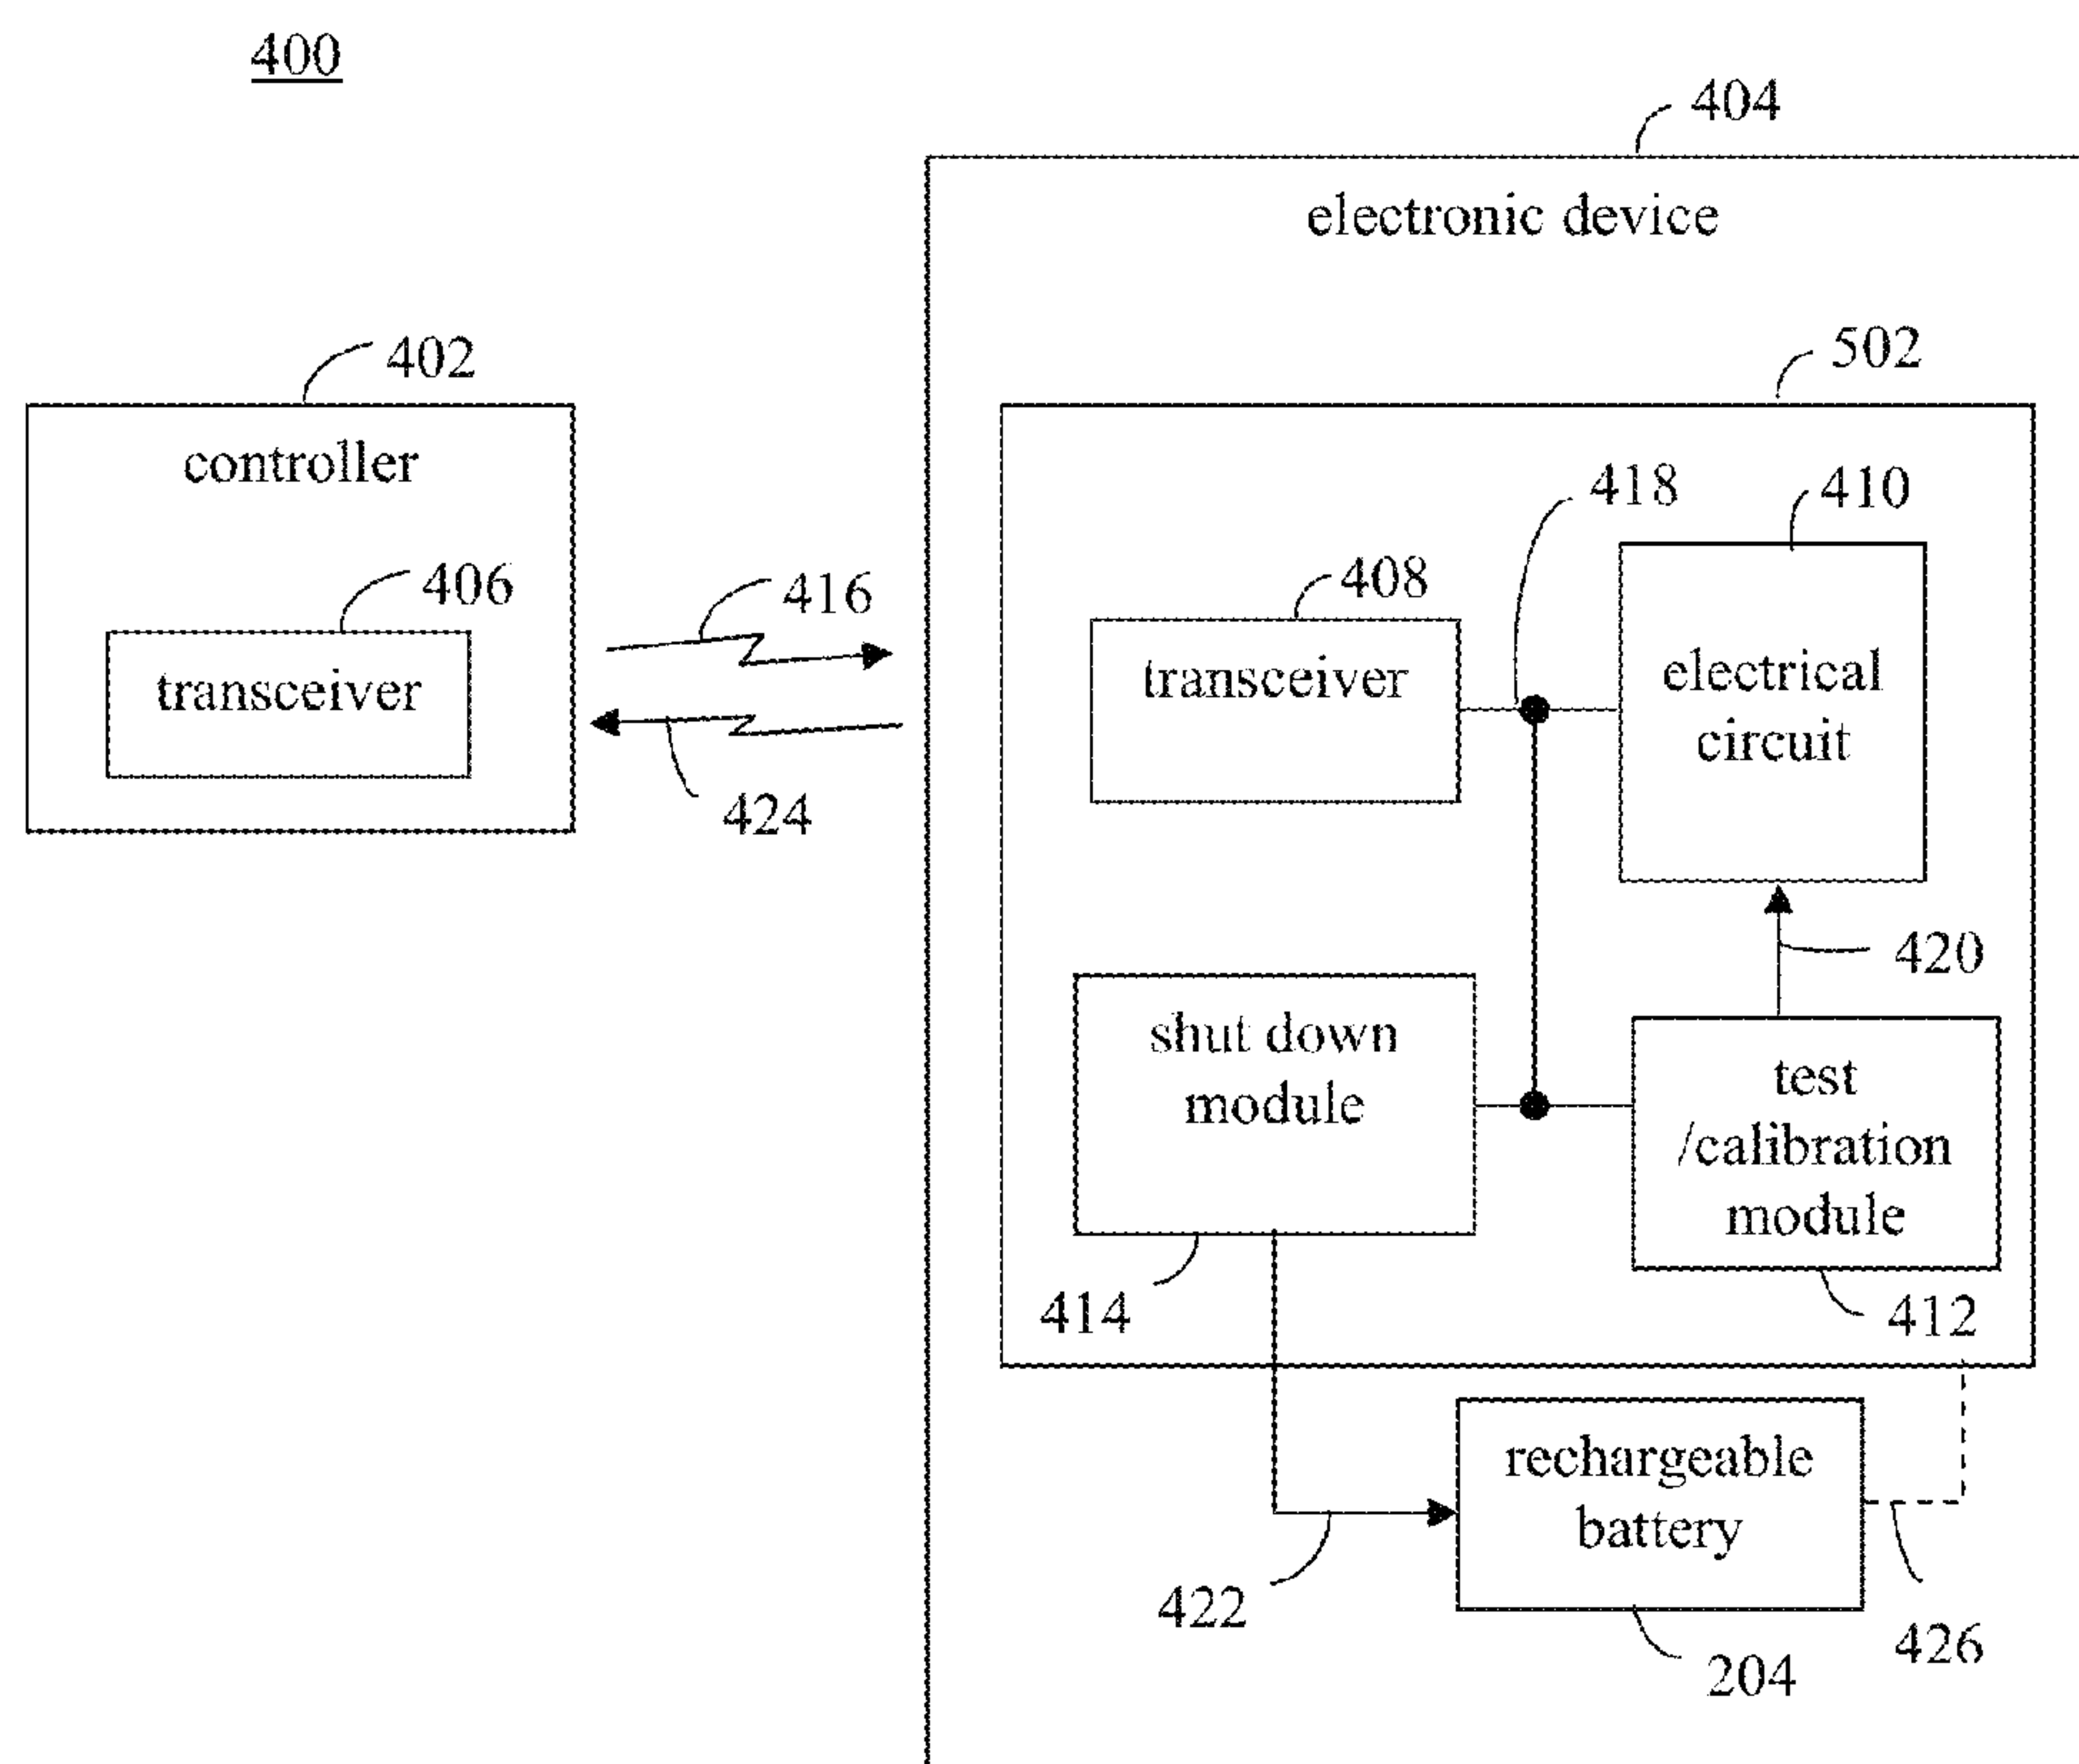 400
404
electronic device
402
controller
406
transceiver
416
424
502
418
410
408
transceiver
electrical
circuit
420
shut down
module
test
/calibration
module
414
412
rechargeable
battery
422
426
204